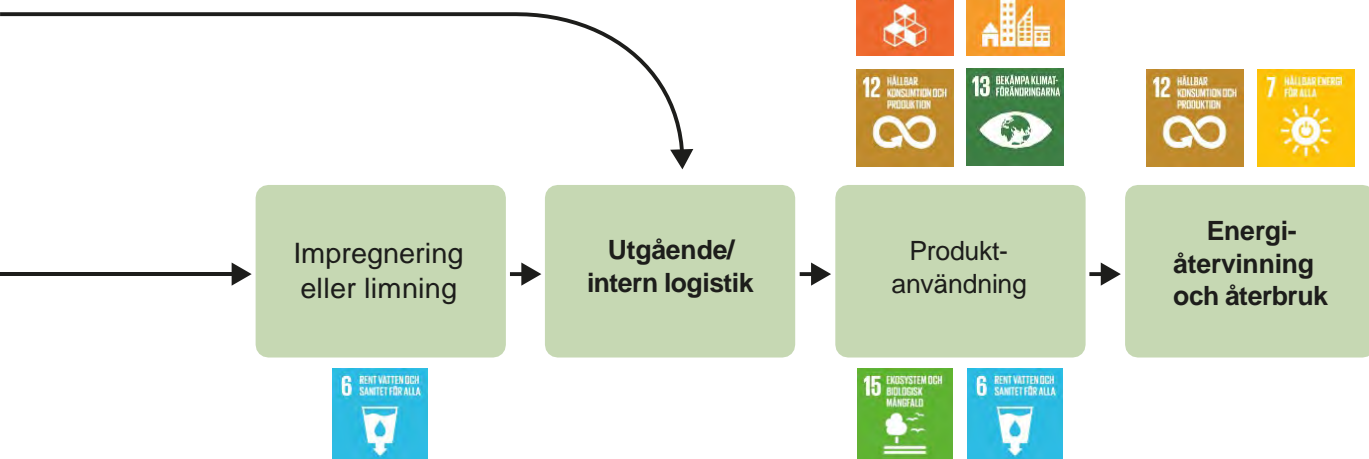 12 HÅLLBAR
KONSUMTION OCH
PRODUKTION
13 BEKÄMPA KLIMAT-
FÖRÄNDRINGARNA
12 HÅLLBAR
KONSUMTION OCH
PRODUKTION
7 HÅLLBAR ENERGI
FÖR ALLA
Impregnering
eller limning
Utgående/
intern logistik
Produkt-
användning
Energi-
återvinning
och återbruk
6 RENT VATTEN OCH
SANITET FÖR ALLA
15 EKOSYSTEM OCH
BIOLOGISK
MÅNGFALD
6 RENT VATTEN OCH
SANITET FÖR ALLA